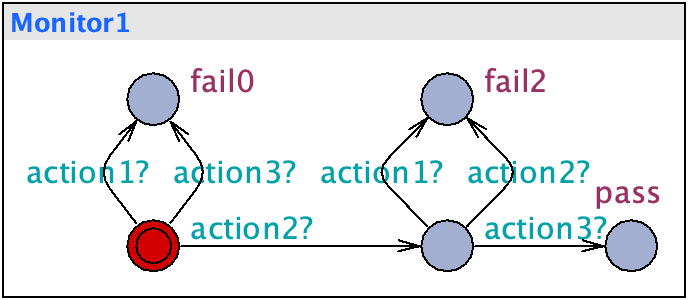 Monitor1
fail0
fail2
action1?
action3?
action1?
action2?
pass
action2?
action3?